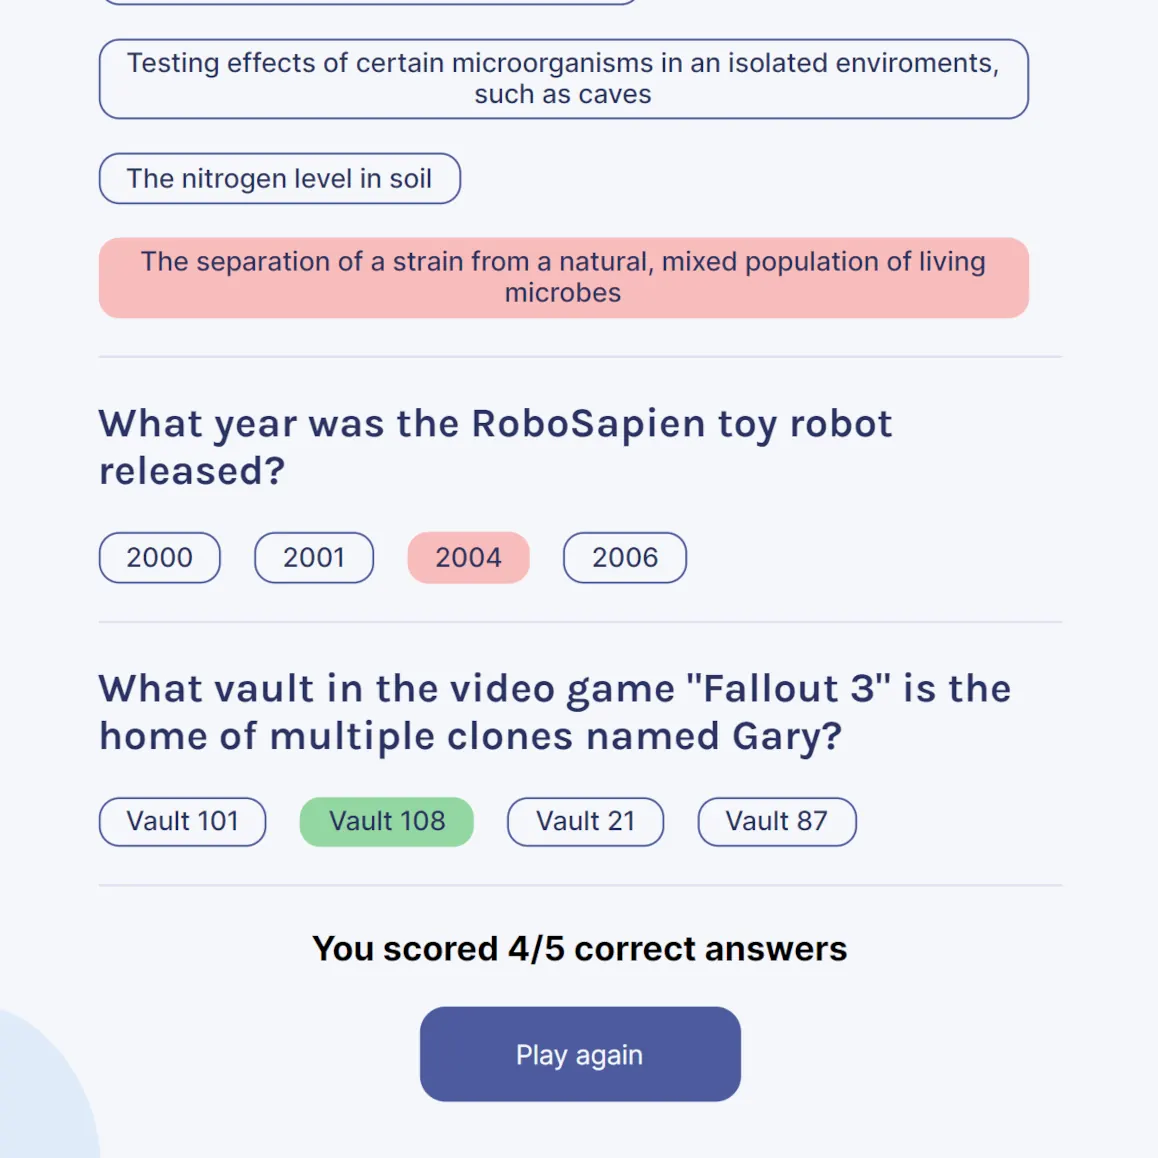 Testing effects of certain microorganisms in an isolated enviroments,
such as caves
The nitrogen level in soil
The separation of a strain from a natural, mixed population of living
microbes
What year was the RoboSapien toy robot
released?
2000
2001
2004
2006
What vault in the video game "Fallout 3" is the
home of multiple clones named Gary?
Vault 101
Vault 108
Vault 21
Vault 87
You scored 4/5 correct answers
Play again